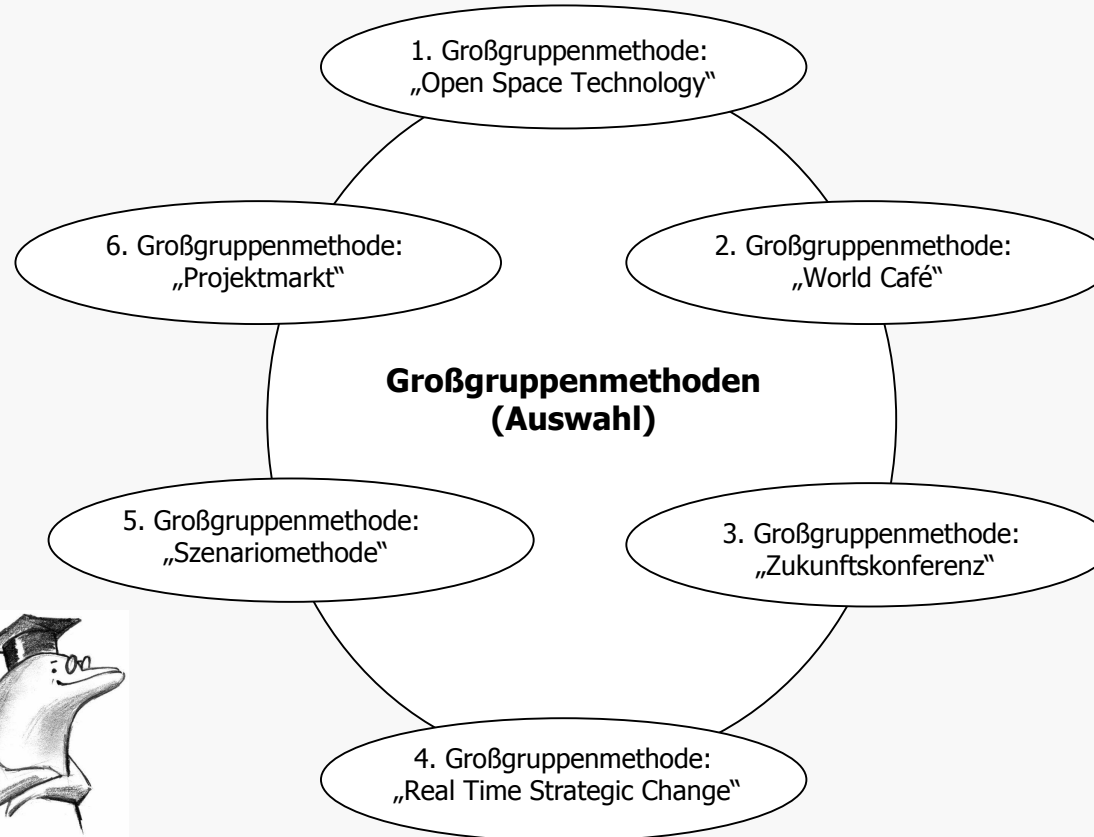 1. Großgruppenmethode:
„Open Space Technology“
6. Großgruppenmethode:
„Projektmarkt“
2. Großgruppenmethode:
„World Café“
Großgruppenmethoden
(Auswahl)
5. Großgruppenmethode:
„Szenariomethode“
3. Großgruppenmethode:
„Zukunftskonferenz“
4. Großgruppenmethode:
„Real Time Strategic Change“